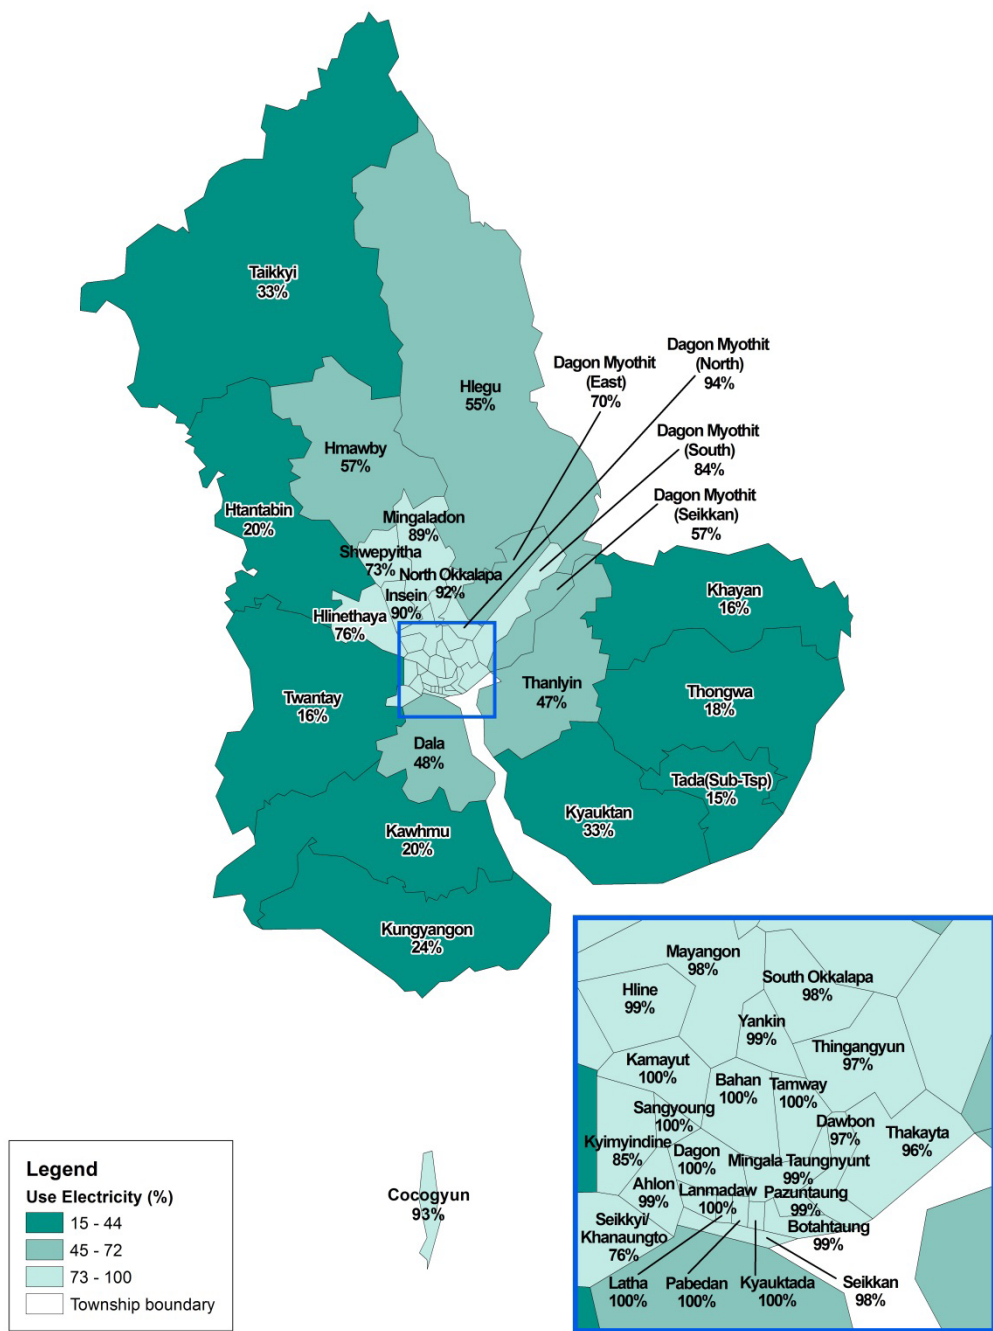 Taikkyi
33%
Hlegu
55%
Dagon Myothit
(East)
70%
Dagon Myothit
(North)
94%
Dagon Myothit
(South)
84%
Dagon Myothit
(Seikkan)
57%
Hmawby
57%
Htantabin
20%
Mingaladon
89%
Shwepyitha
73%
North Okkalapa
92%
Insein
90%
Hlinethaya
76%
Khayan
16%
Twantay
16%
Thanlyin
47%
Thongwa
18%
Dala
48%
Tada(Sub-Tsp)
15%
Kyauktan
33%
Kawhmu
20%
Kungyangon
24%
Cocogyun
93%
Mayangon
98%
South Okkalapa
98%
Hline
99%
Yankin
99%
Thingangyun
97%
Kamayut
100%
Bahan
100%
Tamway
100%
Sangyoung
100%
Dawbon
97%
Thakayta
96%
Kyimyindine
85%
Dagon
100%
Mingala Taungnyunt
99%
Ahlon
99%
Lanmadaw
100%
Pazuntaung
99%
Seikkyi/
Khanaungto
76%
Botahtaung
99%
Latha
100%
Pabedan
100%
Kyauktada
100%
Seikkan
98%
Legend
Use Electricity (%)
15 - 44
45 - 72
73 - 100
Township boundary